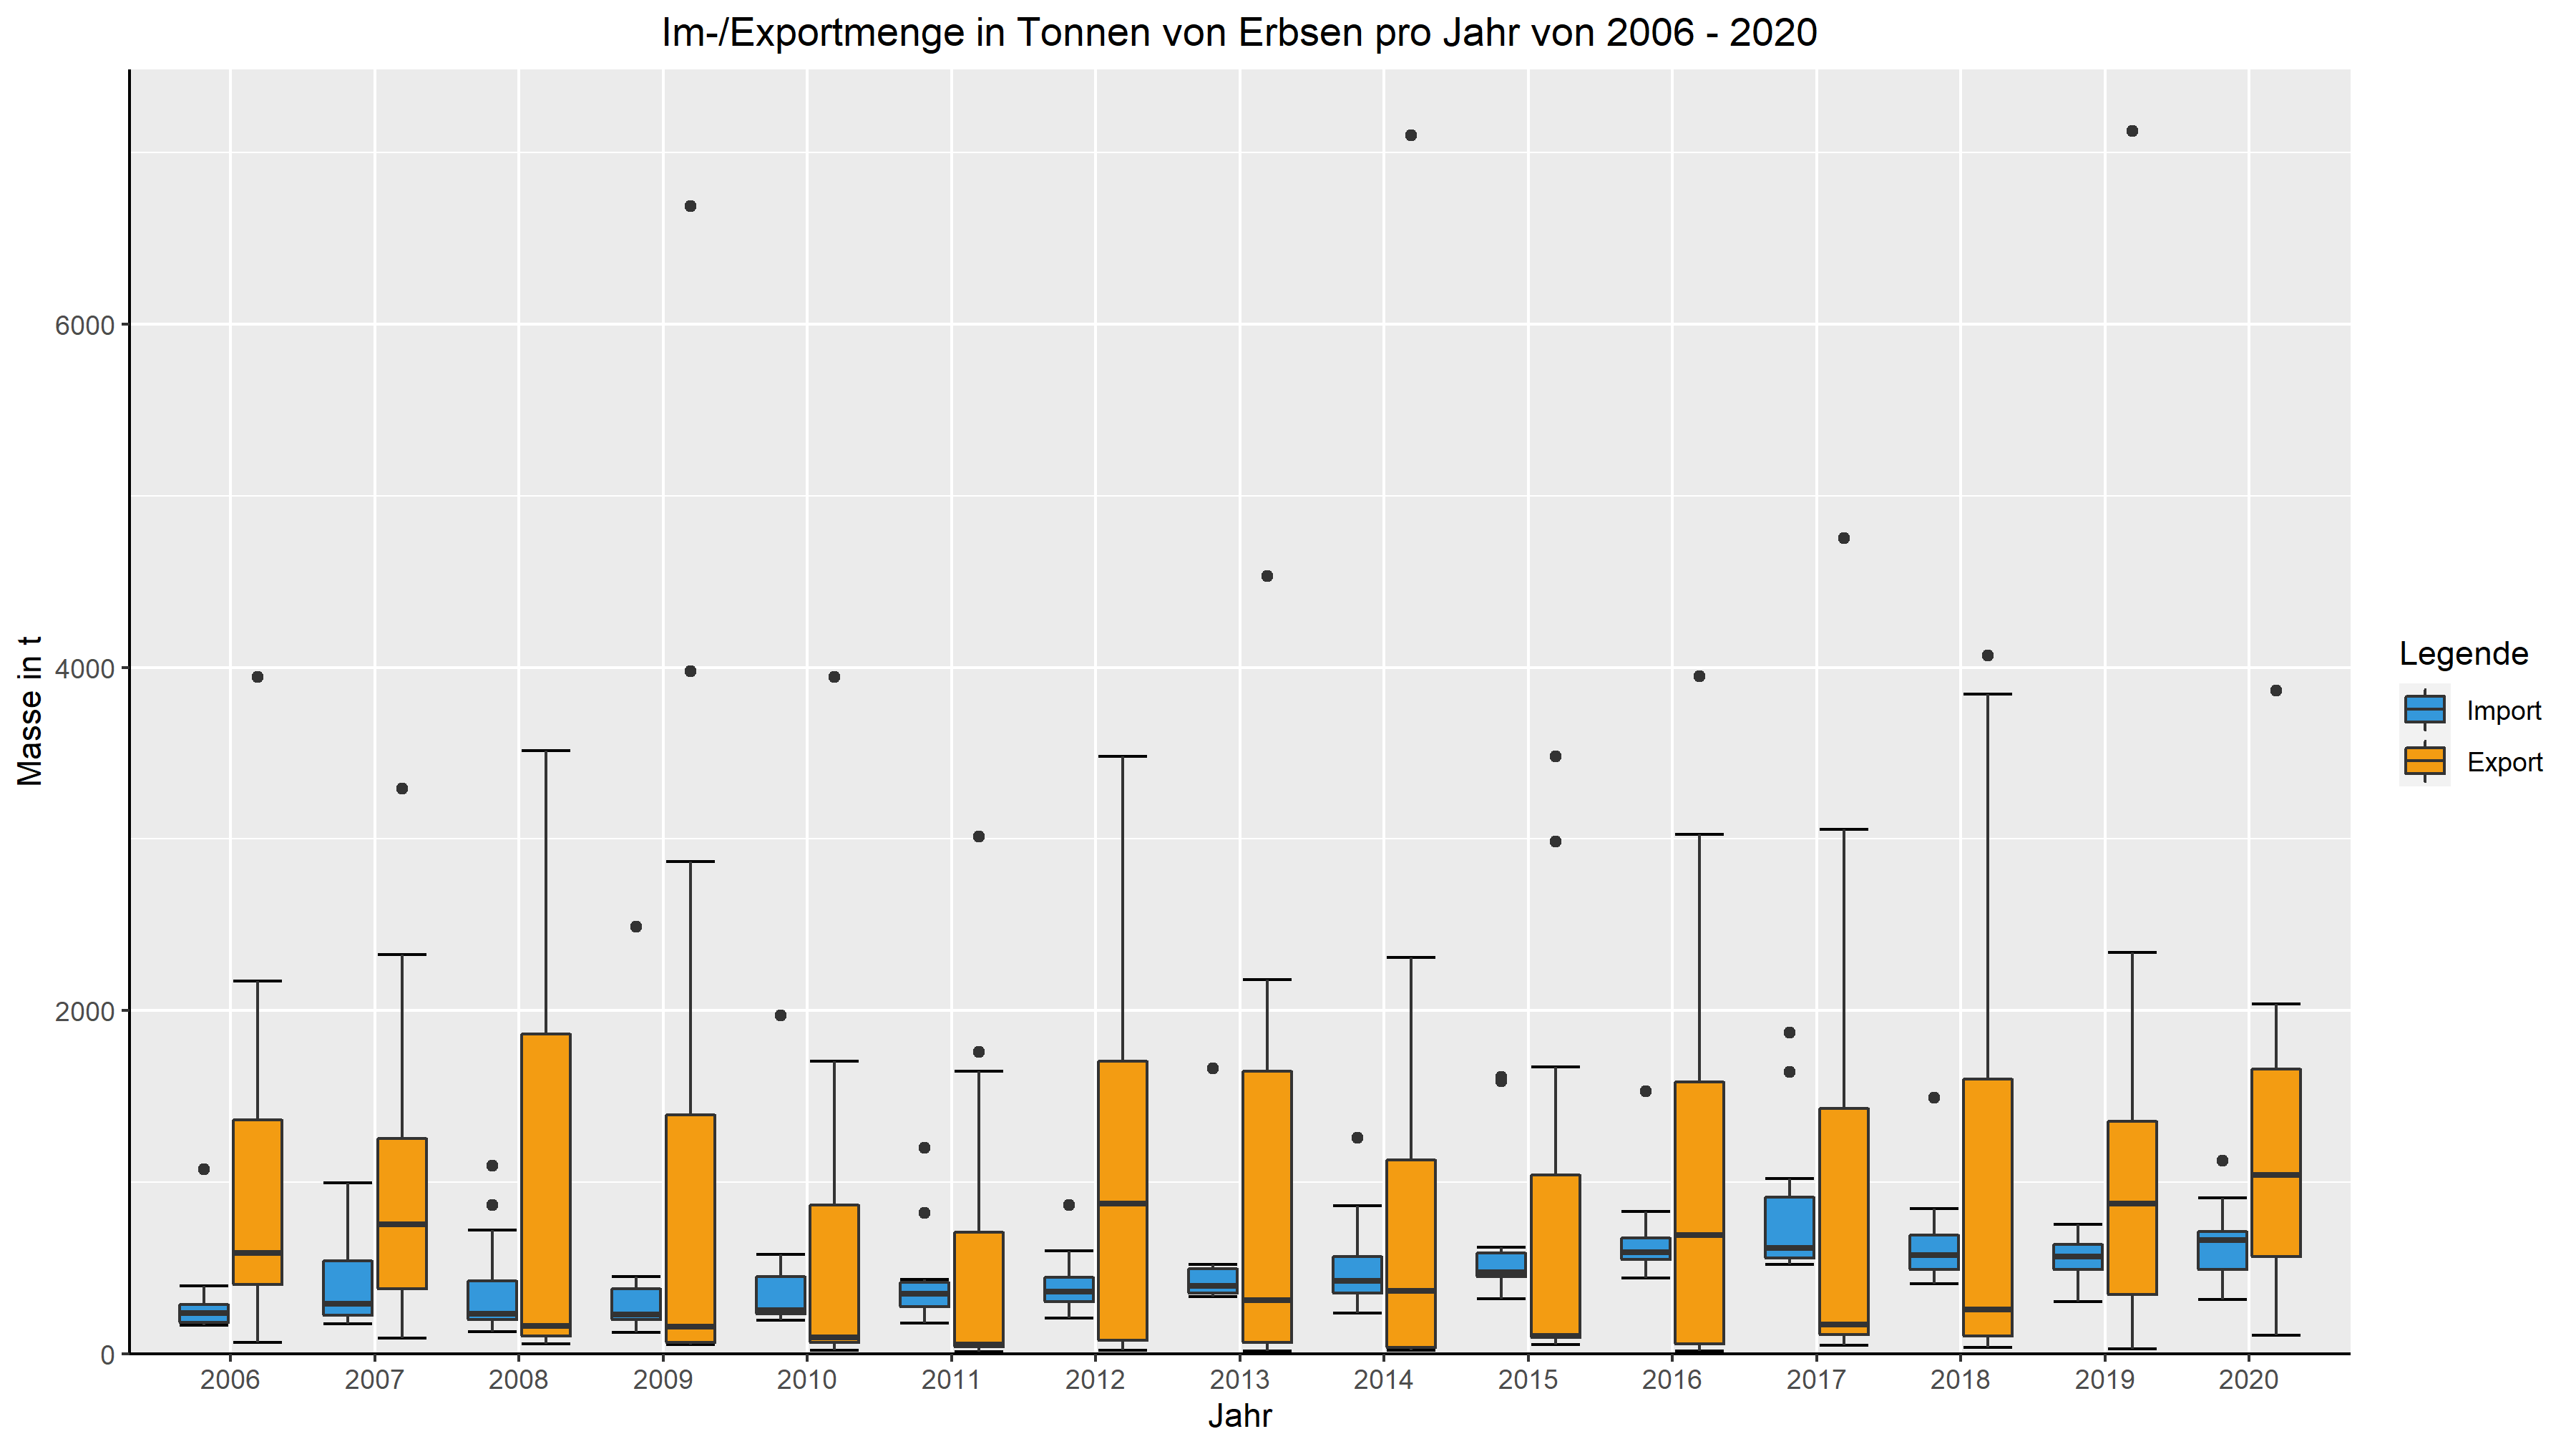 Im-/Exportmenge in Tonnen von Erbsen pro Jahr von 2006 - 2020
Masse in t
6000
4000
2000
0
2006 2007 2008 2009 2010 2011 2012 2013 2014 2015 2016 2017 2018 2019 2020
Jahr
Legende
Import
Export